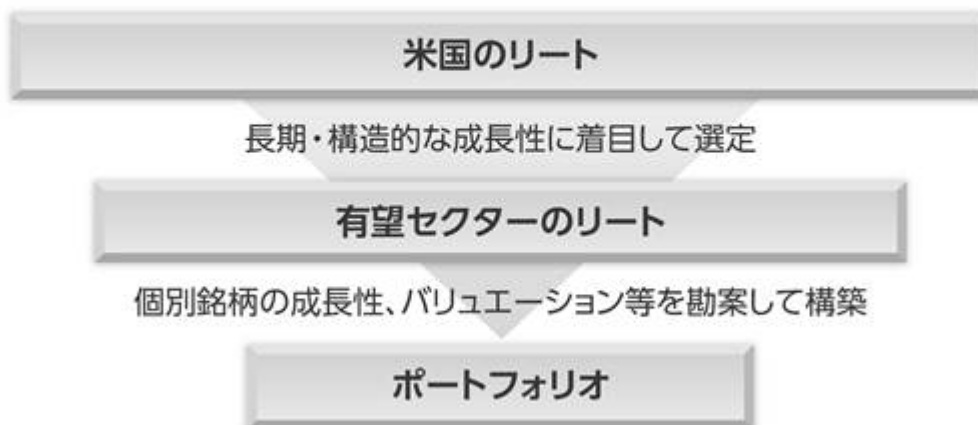 米国のリート
長期・構造的な成長性に着目して選定
有望セクターのリート
個別銘柄の成長性、バリュエーション等を勘案して構築
ポートフォリオ